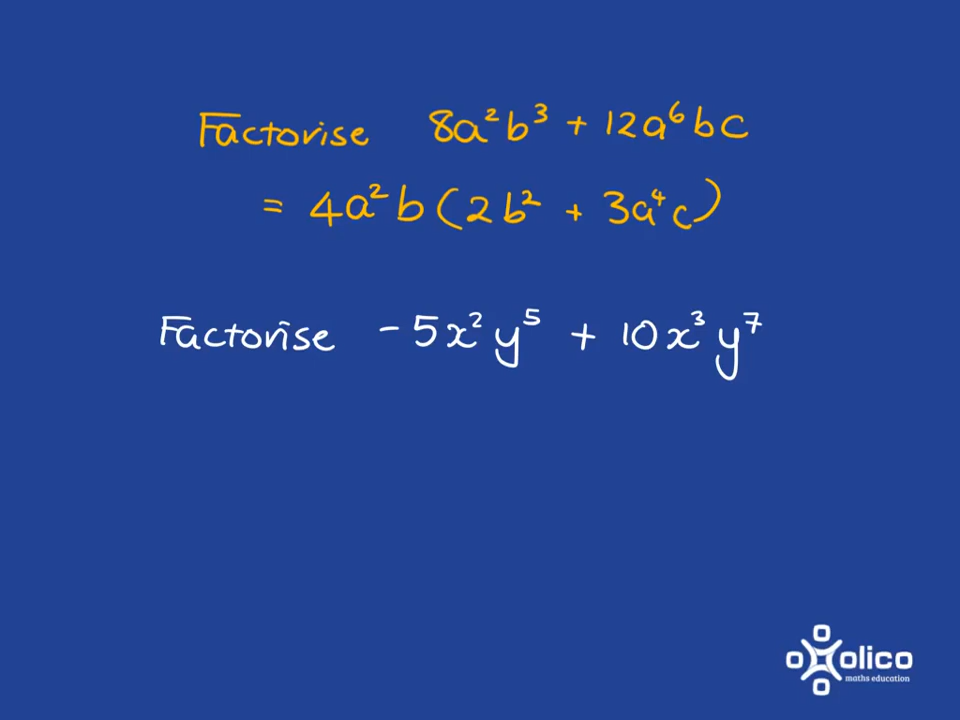 Factorise 8a²b³ + 12a⁶bc
= 4a²b(2b² + 3a⁴c)
Factorise -5x²y⁵ + 10x³y⁷
olico
maths education